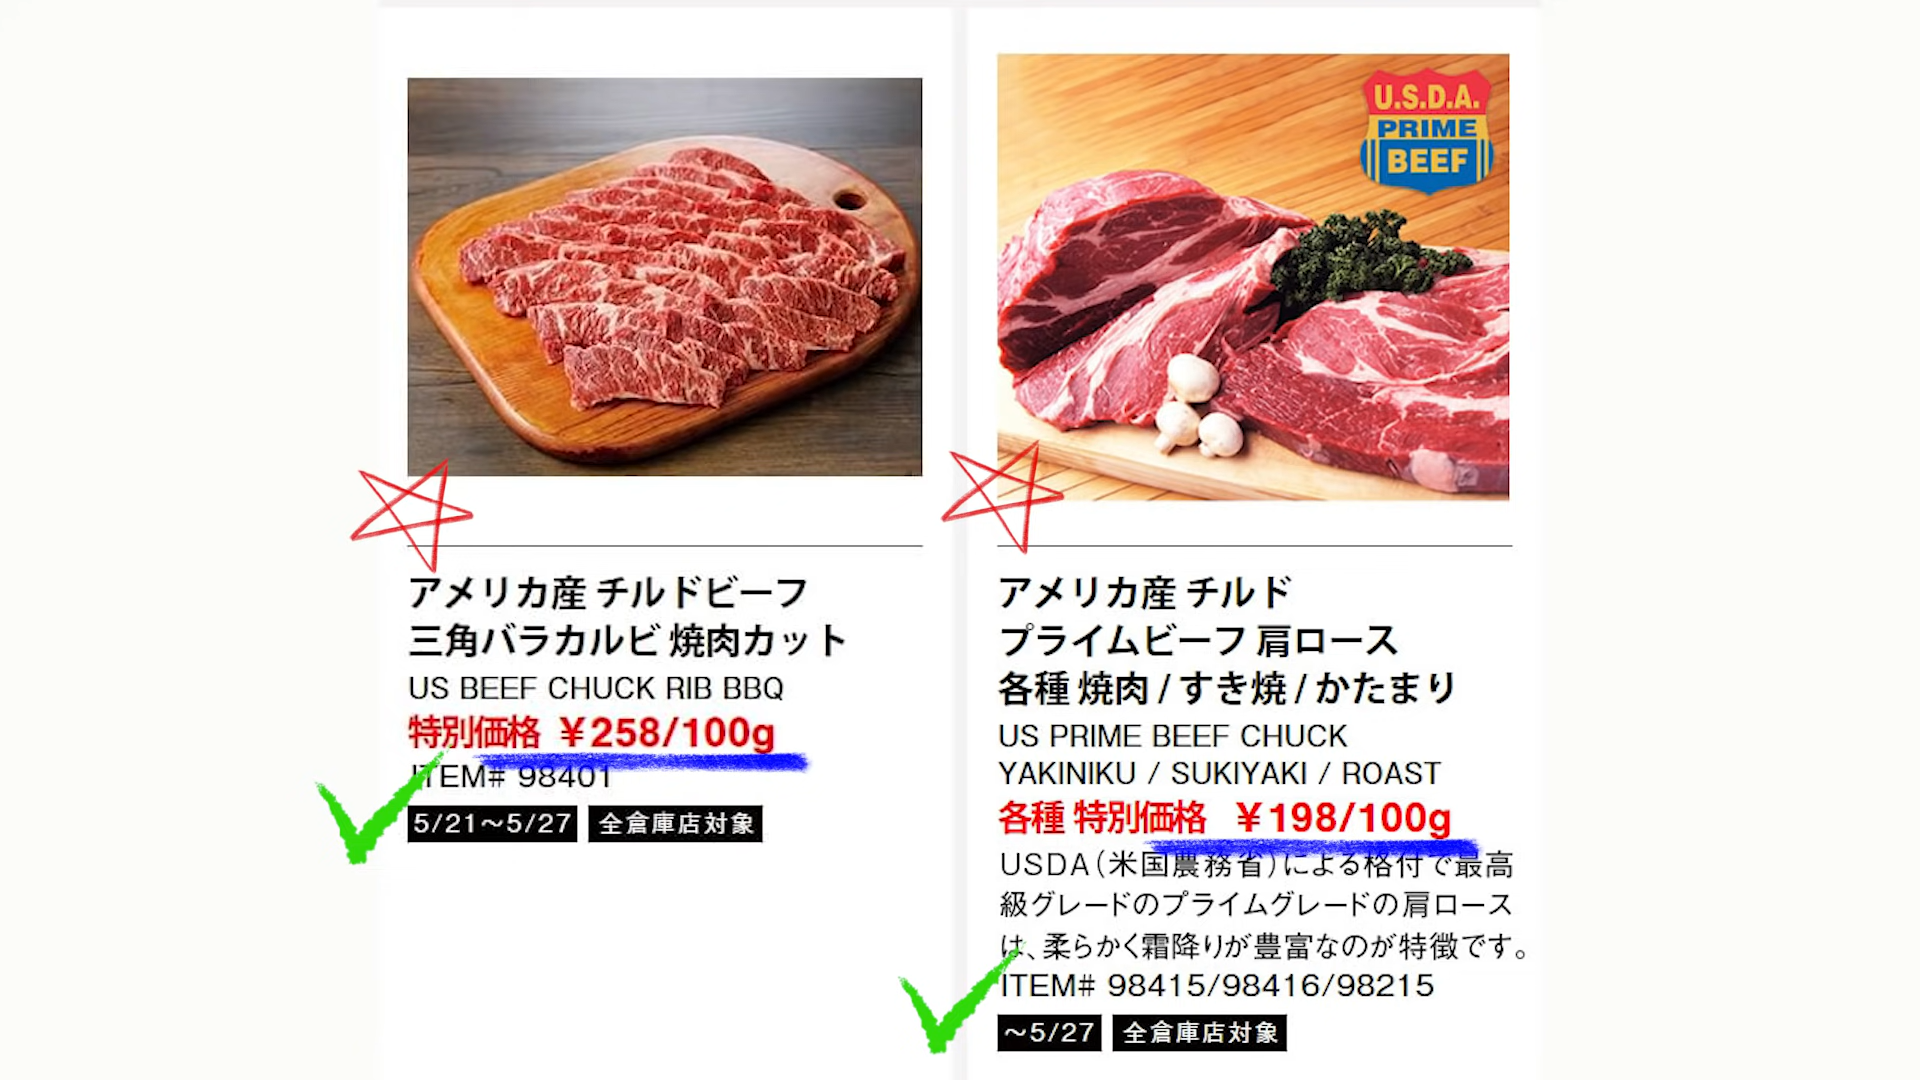 アメリカ産 チルドビーフ
三角バラカルビ 焼肉カット
US BEEF CHUCK RIB BBQ
特別価格 ¥258/100g
ITEM# 98401
5/21～5/27 全倉庫店対象
U.S.D.A.
PRIME
BEEF
アメリカ産 チルド
プライムビーフ 肩ロース
各種 焼肉 / すき焼 / かたまり
US PRIME BEEF CHUCK
YAKINIKU / SUKIYAKI / ROAST
各種 特別価格 ¥198/100g
USDA（米国農務省）による格付で最高
級グレードのプライムグレードの肩ロース
は、柔らかく霜降りが豊富なのが特徴です。
ITEM# 98415/98416/98215
～5/27 全倉庫店対象